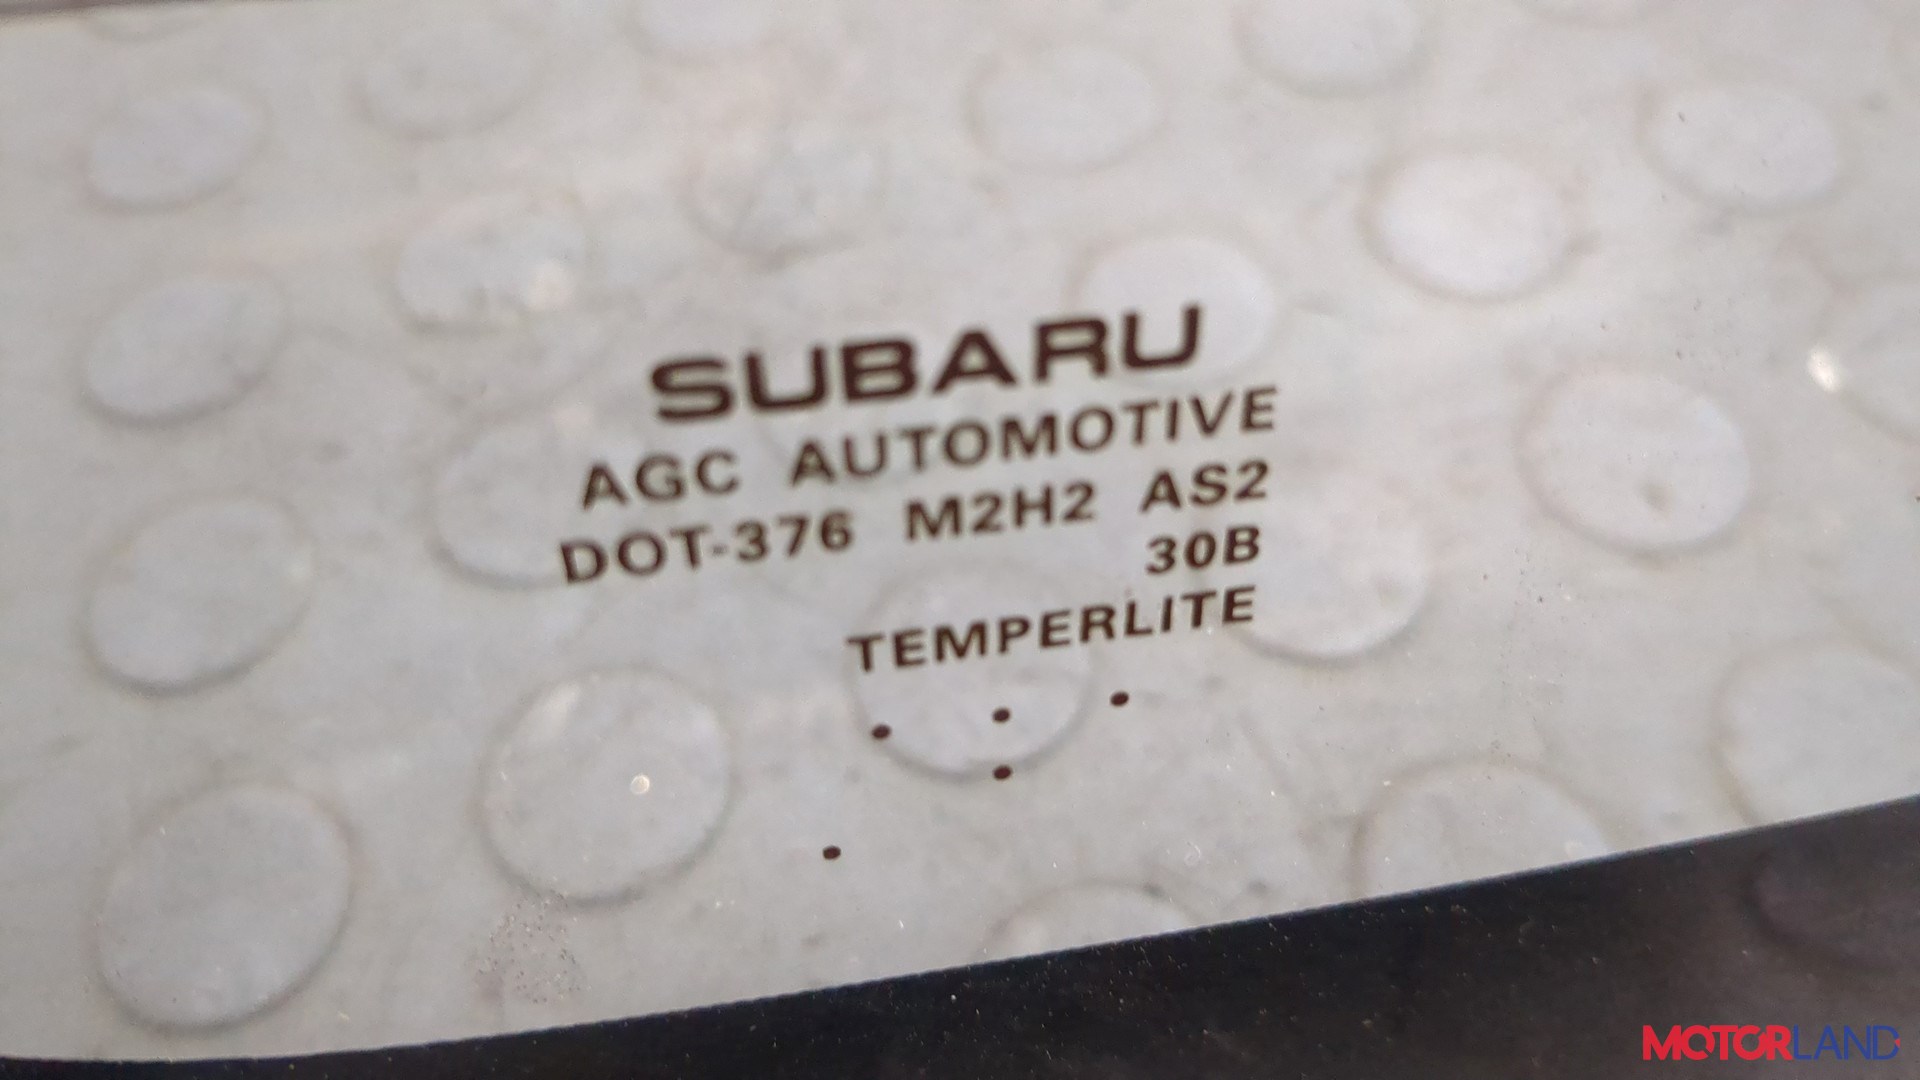 SUBARU
AGC AUTOMOTIVE
DOT-376 M2H2 AS2
30B
TEMPERLITE
MOTORLAND